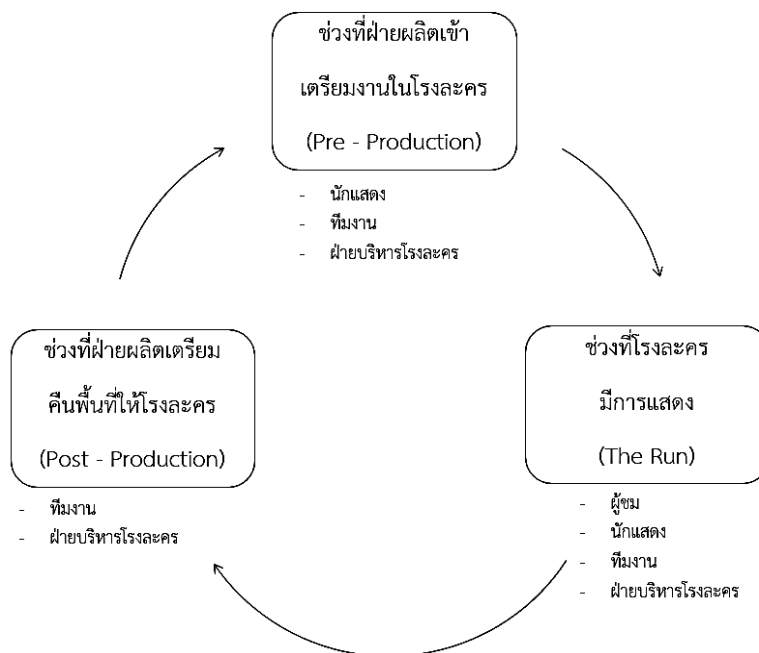 ช่วงที่ฝ่ายผลิตเข้า
เตรียมงานในโรงละคร
(Pre - Production)
- นักแสดง
- ทีมงาน
- ฝ่ายบริหารโรงละคร
ช่วงที่โรงละคร
มีการแสดง
(The Run)
- ผู้ชม
- นักแสดง
- ทีมงาน
- ฝ่ายบริหารโรงละคร
ช่วงที่ฝ่ายผลิตเตรียม
คืนพื้นที่ให้โรงละคร
(Post - Production)
- ทีมงาน
- ฝ่ายบริหารโรงละคร